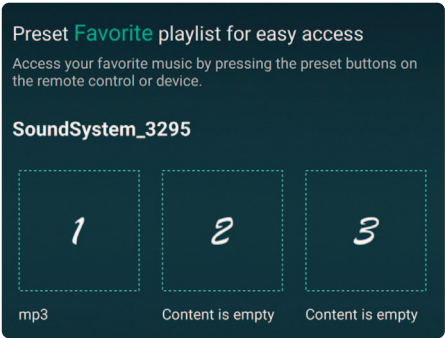 Preset Favorite playlist for easy access
Access your favorite music by pressing the preset buttons on
the remote control or device.
SoundSystem_3295
1 2 3
mp3 Content is empty Content is empty